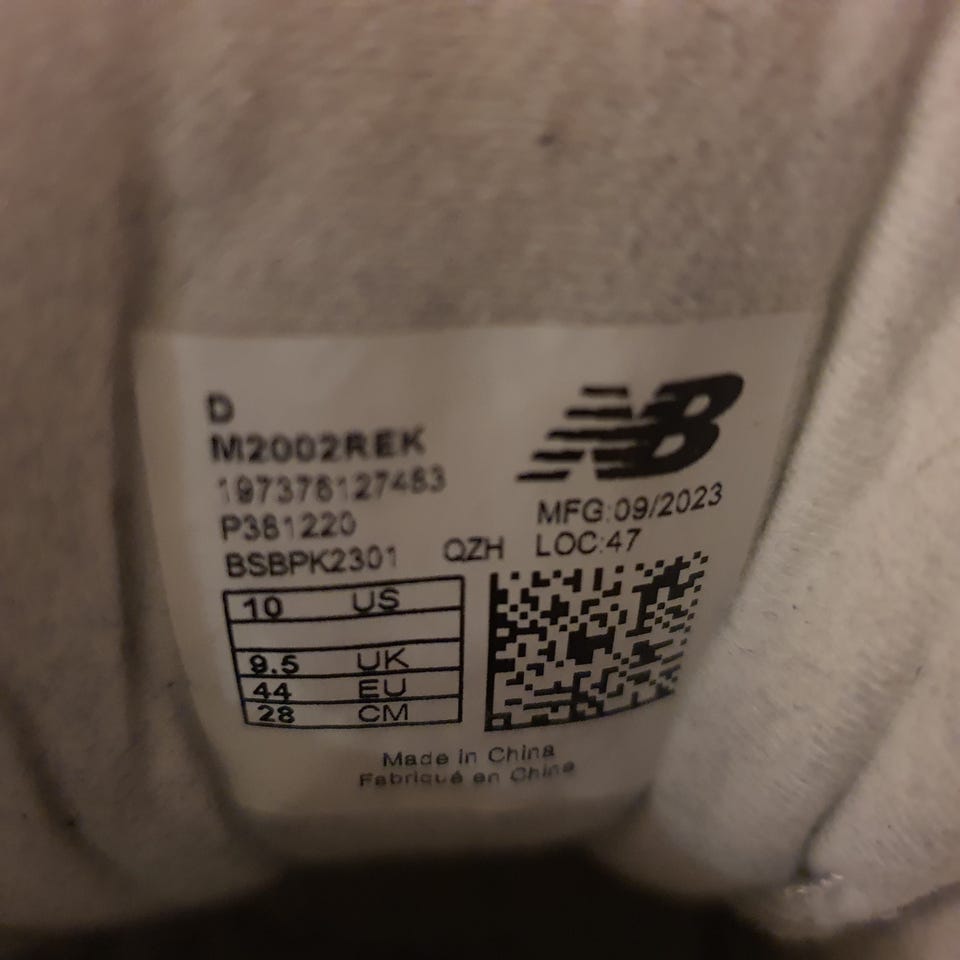 D
M2002REK
197376127483
P381220
BSBPK2301 QZH
NB
MFG:09/2023
LOC:47
10 US
9.5 UK
44 EU
28 CM
Made in China
Fabriqué en Chine